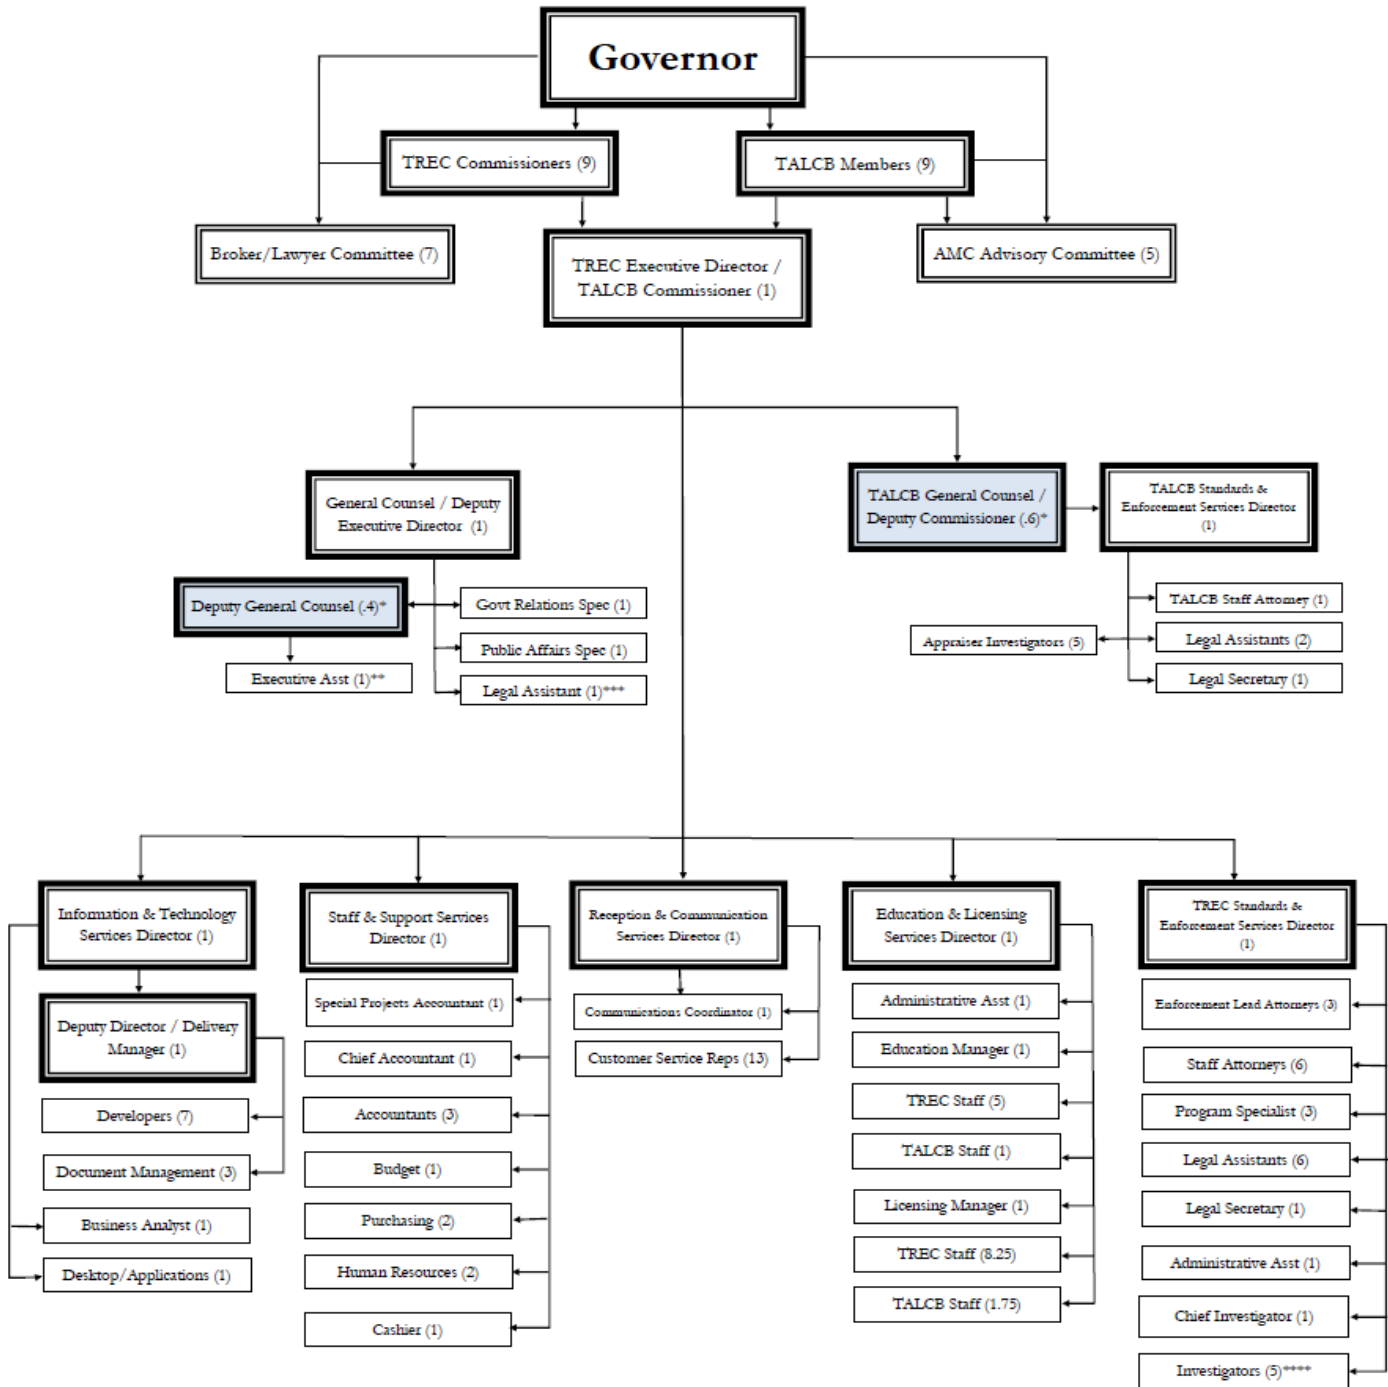 Governor
TREC Commissioners (9)
TALCB Members (9)
Broker/Lawyer Committee (7)
TREC Executive Director /
TALCB Commissioner (1)
AMC Advisory Committee (5)
General Counsel / Deputy
Executive Director (1)
TALCB General Counsel /
Deputy Commissioner (.6)*
TALCB Standards &
Enforcement Services Director
(1)
Deputy General Counsel (.4)*
Govt Relations Spec (1)
Public Affairs Spec (1)
Executive Asst (1)**
Legal Assistant (1)***
TALCB Staff Attorney (1)
Appraiser Investigators (5)
Legal Assistants (2)
Legal Secretary (1)
Information & Technology
Services Director (1)
Deputy Director / Delivery
Manager (1)
Developers (7)
Document Management (3)
Business Analyst (1)
Desktop/Applications (1)
Staff & Support Services
Director (1)
Special Projects Accountant (1)
Chief Accountant (1)
Accountants (3)
Budget (1)
Purchasing (2)
Human Resources (2)
Cashier (1)
Reception & Communication
Services Director (1)
Communications Coordinator (1)
Customer Service Reps (13)
Education & Licensing
Services Director (1)
Administrative Asst (1)
Education Manager (1)
TREC Staff (5)
TALCB Staff (1)
Licensing Manager (1)
TREC Staff (8.25)
TALCB Staff (1.75)
TREC Standards &
Enforcement Services Director
(1)
Enforcement Lead Attorneys (3)
Staff Attorneys (6)
Program Specialist (3)
Legal Assistants (6)
Legal Secretary (1)
Administrative Asst (1)
Chief Investigator (1)
Investigators (5)****